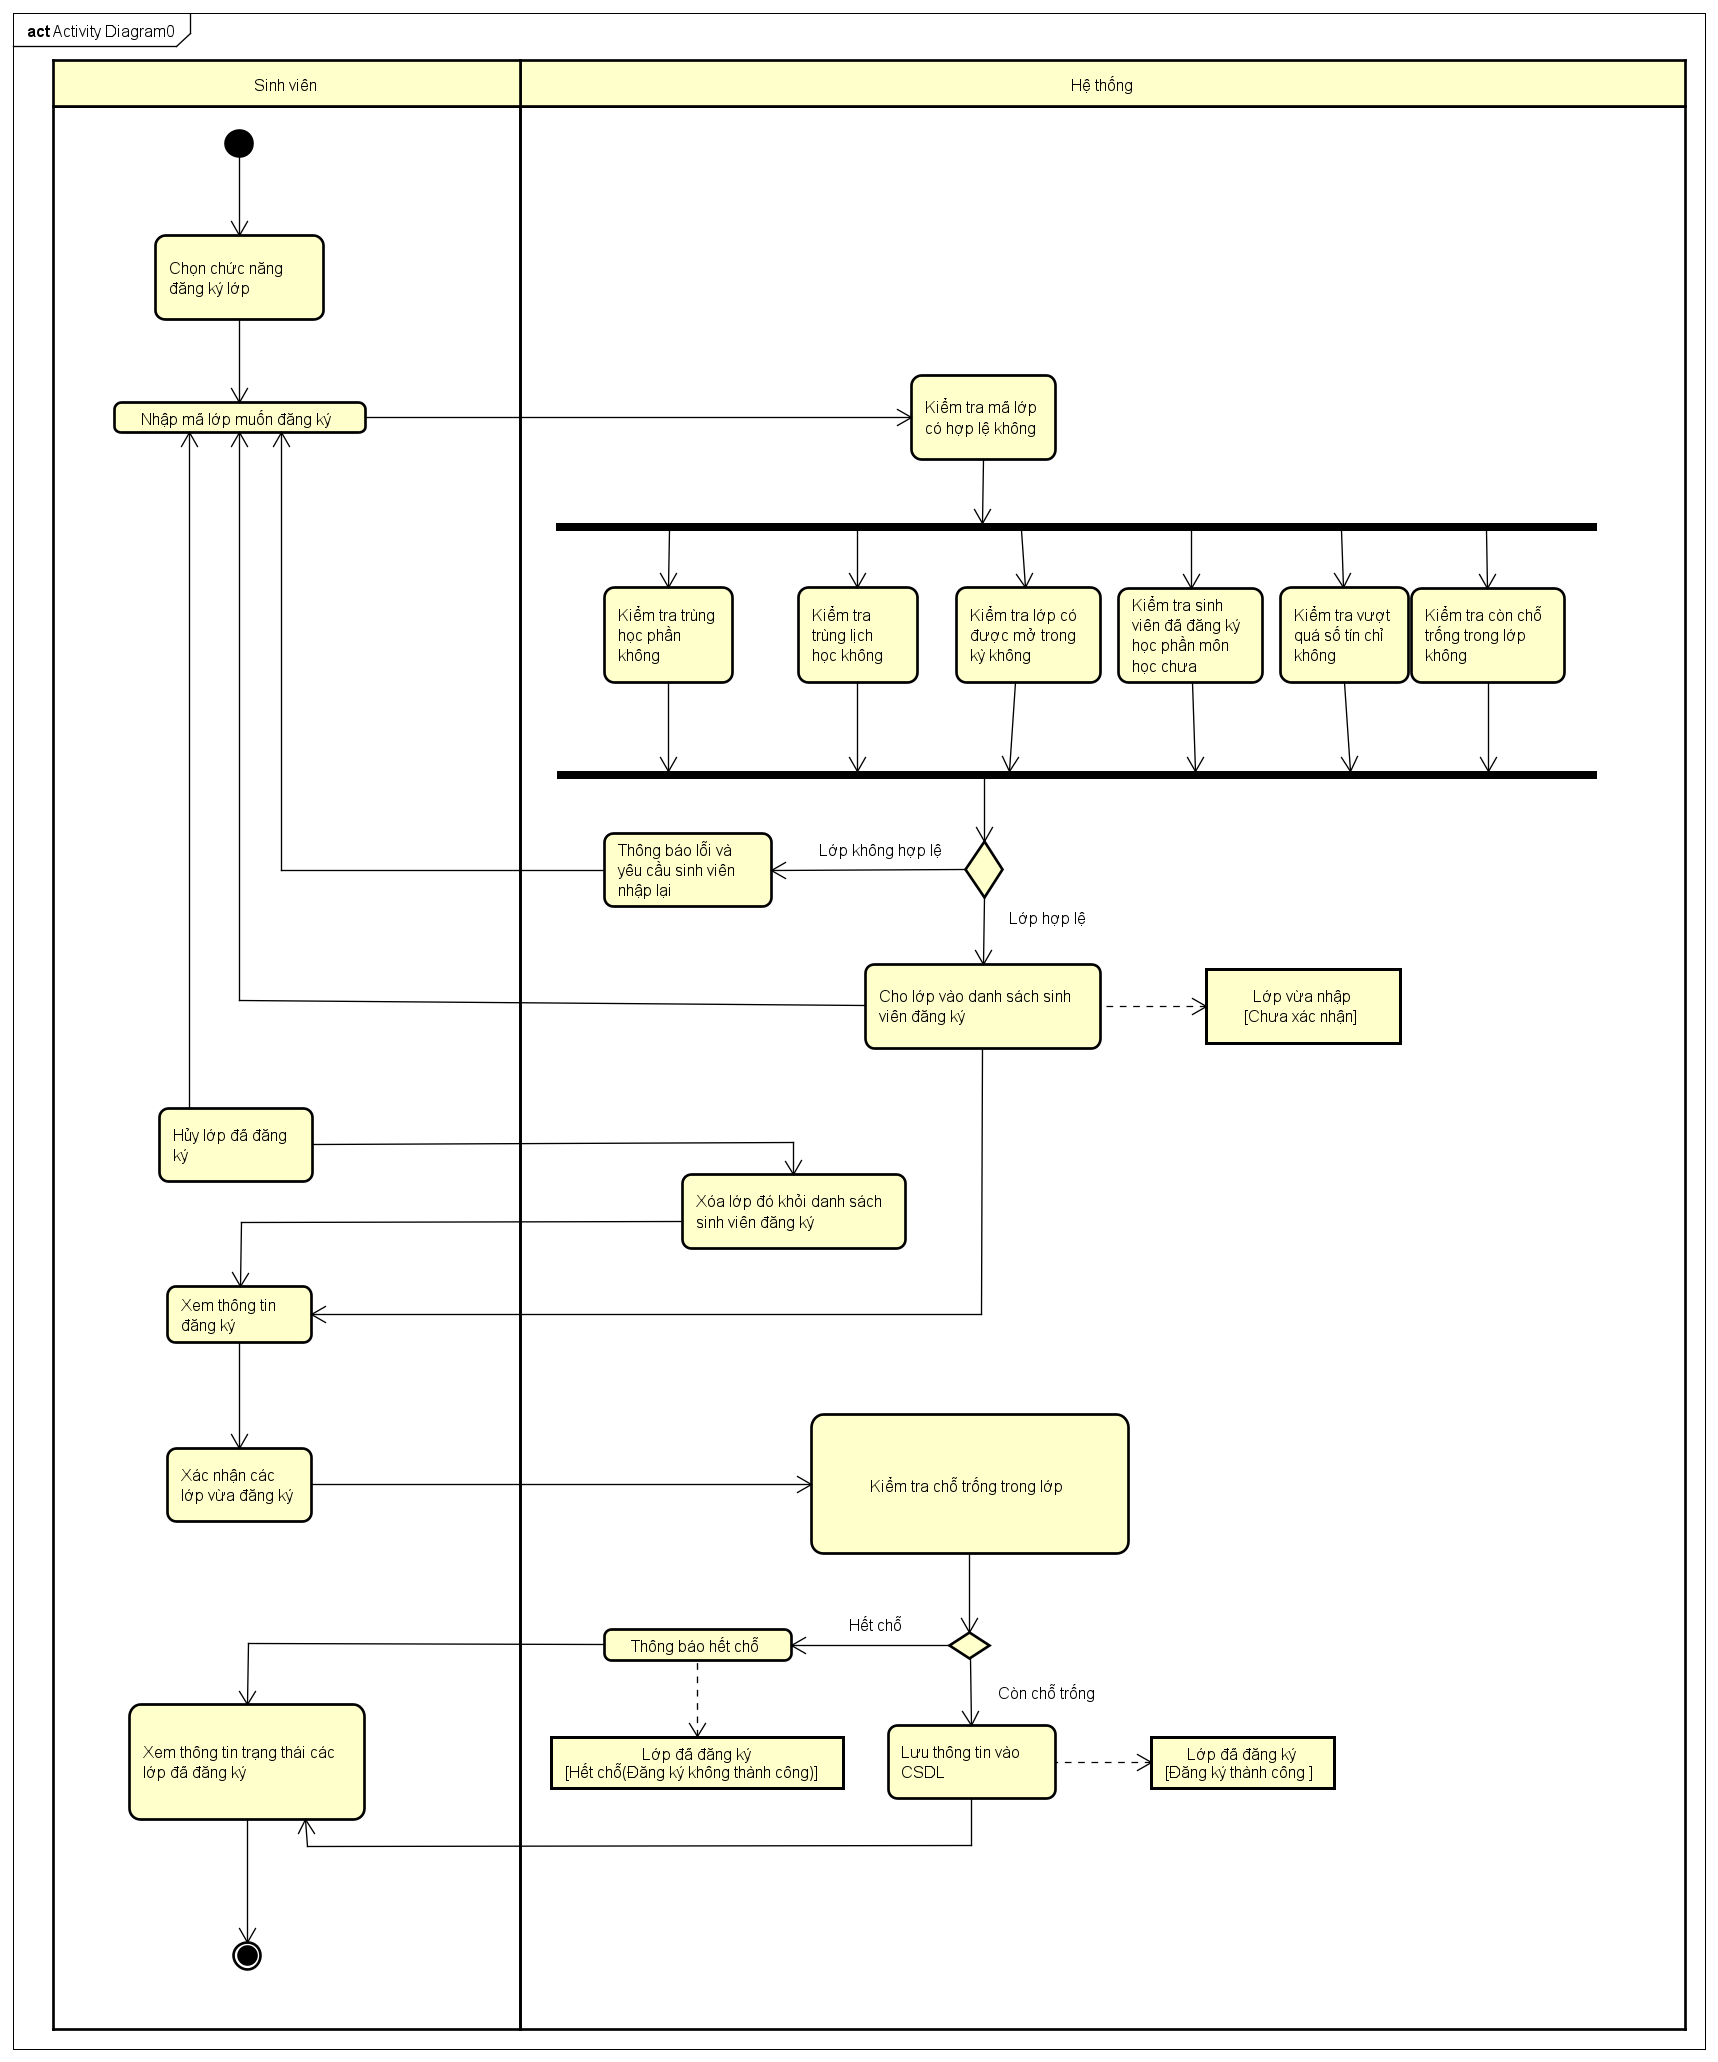 act Activity Diagram0
Sinh viên
Hệ thống
Chọn chức năng
đăng ký lớp
Nhập mã lớp muốn đăng ký
Kiểm tra mã lớp
có hợp lệ không
Kiểm tra trùng
học phần
không
Kiểm tra
trùng lịch
học không
Kiểm tra lớp có
được mở trong
kỳ không
Kiểm tra sinh
viên đã đăng ký
học phần môn
học chưa
Kiểm tra vượt
quá số tín chỉ
không
Kiểm tra còn chỗ
trống trong lớp
không
Thông báo lỗi và
yêu cầu sinh viên
nhập lại
Lớp không hợp lệ
Lớp hợp lệ
Cho lớp vào danh sách sinh
viên đăng ký
Lớp vừa nhập
[Chưa xác nhận]
Hủy lớp đã đăng
ký
Xóa lớp đó khỏi danh sách
sinh viên đăng ký
Xem thông tin
đăng ký
Xác nhận các
lớp vừa đăng ký
Kiểm tra chỗ trống trong lớp
Hết chỗ
Thông báo hết chỗ
Còn chỗ trống
Xem thông tin trạng thái các
lớp đã đăng ký
Lớp đã đăng ký
[Hết chỗ(Đăng ký không thành công)]
Lưu thông tin vào
CSDL
Lớp đã đăng ký
[Đăng ký thành công ]